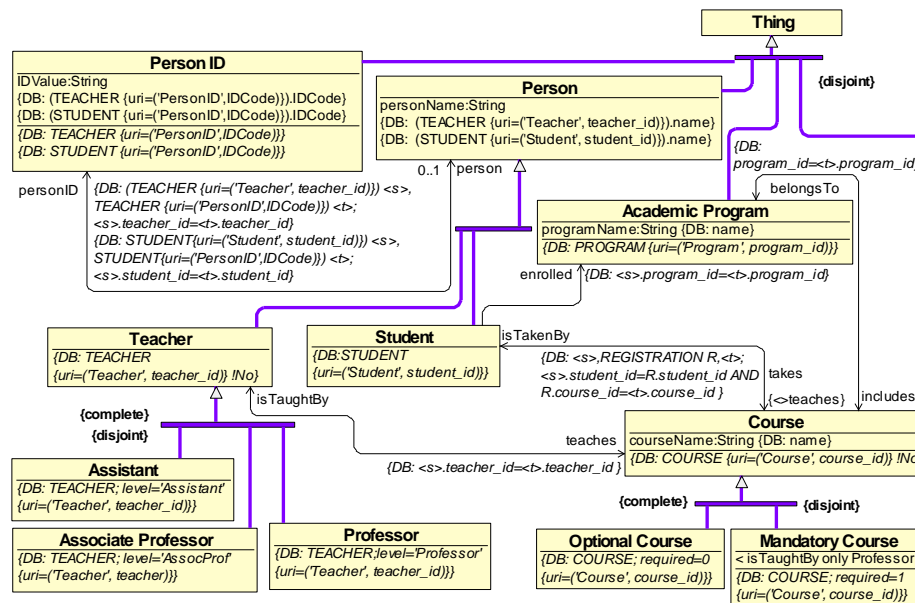 Thing
{disjoint}
Person ID
IDValue:String
{DB: (TEACHER {uri=('PersonID',IDCode)}).IDCode}
{DB: (STUDENT {uri=('PersonID',IDCode)}).IDCode}
{DB: TEACHER {uri=('PersonID',IDCode)}}
{DB: STUDENT {uri=('PersonID',IDCode)}}
Person
personName:String
{DB:  (TEACHER {uri=('Teacher', teacher_id)}).name}
{DB:  (STUDENT {uri=('Student', student_id)}).name}
personID
0..1
person
{DB: (TEACHER {uri=('Teacher', teacher_id)}) <s>,
TEACHER {uri=('PersonID',IDCode)}) <t>;
<s>.teacher_id=<t>.teacher_id}
{DB: STUDENT{uri=('Student', student_id)}) <s>,
STUDENT{uri=('PersonID',IDCode)}) <t>;
<s>.student_id=<t>.student_id}
{DB:
program_id=<t>.program_id}
belongsTo
Academic Program
programName:String {DB: name}
{DB: PROGRAM {uri=('Program', program_id)}}
enrolled
{DB: <s>.program_id=<t>.program_id}
Teacher
{DB: TEACHER
{uri=('Teacher', teacher_id)} !No}
Student
{DB:STUDENT
{uri=('Student', student_id)}}
isTakenBy
{DB: <s>,REGISTRATION R,<t>;
<s>.student_id=R.student_id AND
R.course_id=<t>.course_id }
takes
{<>teaches}
includes
isTaughtBy
{complete}
{disjoint}
teaches
{DB: <s>.teacher_id=<t>.teacher_id }
Course
courseName:String {DB: name}
{DB: COURSE {uri=('Course', course_id)} !No
Assistant
{DB: TEACHER; level='Assistant'
{uri=('Teacher', teacher_id)}}
{complete}
{disjoint}
Associate Professor
{DB: TEACHER; level='AssocProf'
{uri=('Teacher', teacher)}}
Professor
{DB: TEACHER;level='Professor'
{uri=('Teacher', teacher_id)}}
Optional Course
{DB: COURSE; required=0
{uri=('Course', course_id)}}
Mandatory Course
< isTaughtBy only Professor
{DB: COURSE; required=1
{uri=('Course', course_id)}}